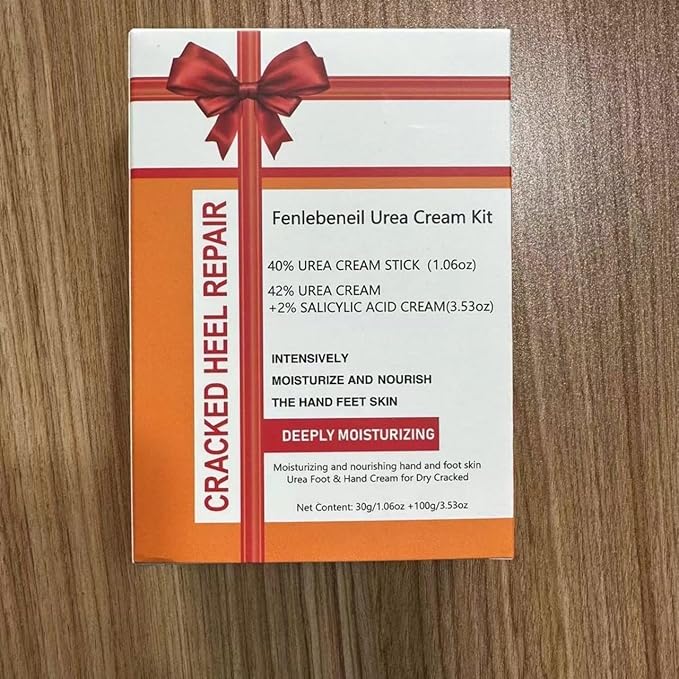 CRACKED HEEL REPAIR
Fenlebeneil Urea Cream Kit
40% UREA CREAM STICK (1.06oz)
42% UREA CREAM
+2% SALICYLIC ACID CREAM(3.53oz)
INTENSIVELY
MOISTURIZE AND NOURISH
THE HAND FEET SKIN
DEEPLY MOISTURIZING
Moisturizing and nourishing hand and foot skin
Urea Foot & Hand Cream for Dry Cracked
Net Content: 30g/1.06oz +100g/3.53oz